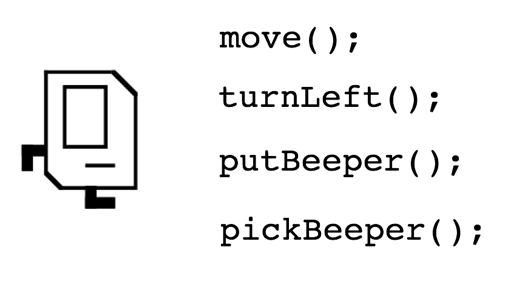 move();
turnLeft();
putBeeper();
pickBeeper();